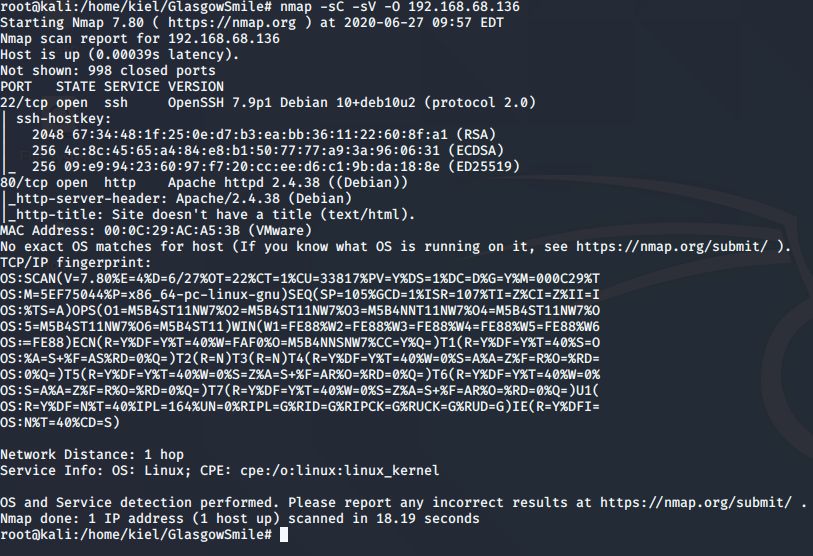 root@kali:/home/kiel/GlasgowSmile# nmap -sC -sV -O 192.168.68.136
Starting Nmap 7.80 ( https://nmap.org ) at 2020-06-27 09:57 EDT
Nmap scan report for 192.168.68.136
Host is up (0.00039s latency).
Not shown: 998 closed ports
PORT   STATE SERVICE VERSION
22/tcp open  ssh     OpenSSH 7.9p1 Debian 10+deb10u2 (protocol 2.0)
| ssh-hostkey:
|   2048 67:34:48:1f:25:0e:d7:b3:ea:bb:36:11:22:60:8f:a1 (RSA)
|   256 4c:8c:45:65:a4:84:e8:b1:50:77:77:a9:3a:96:06:31 (ECDSA)
|_  256 09:e9:94:23:60:97:f7:20:cc:ee:d6:c1:9b:da:18:8e (ED25519)
80/tcp open  http    Apache httpd 2.4.38 ((Debian))
|_http-server-header: Apache/2.4.38 (Debian)
|_http-title: Site doesn't have a title (text/html).
MAC Address: 00:0C:29:AC:A5:3B (VMware)
No exact OS matches for host (If you know what OS is running on it, see https://nmap.org/submit/ ).
TCP/IP fingerprint:
OS:SCAN(V=7.80%E=4%D=6/27%OT=22%CT=1%CU=33817%PV=Y%DS=1%DC=D%G=Y%M=000C29%T
OS:M=5EF75044%P=x86_64-pc-linux-gnu)SEQ(SP=105%GCD=1%ISR=107%TI=Z%CI=Z%II=I
OS:%TS=A)OPS(O1=M5B4ST11NW7%O2=M5B4ST11NW7%O3=M5B4NNT11NW7%O4=M5B4ST11NW7%O
OS:5=M5B4ST11NW7%O6=M5B4ST11)WIN(W1=FE88%W2=FE88%W3=FE88%W4=FE88%W5=FE88%W6
OS:=FE88)ECN(R=Y%DF=Y%T=40%W=FAF0%O=M5B4NNSNW7%CC=Y%Q=)T1(R=Y%DF=Y%T=40%S=O
OS:%A=S+%F=AS%RD=0%Q=)T2(R=N)T3(R=N)T4(R=Y%DF=Y%T=40%W=0%S=A%A=Z%F=R%O=%RD=
OS:0%Q=)T5(R=Y%DF=Y%T=40%W=0%S=Z%A=S+%F=AR%O=%RD=0%Q=)T6(R=Y%DF=Y%T=40%W=0%
OS:S=A%A=Z%F=R%O=%RD=0%Q=)T7(R=Y%DF=Y%T=40%W=0%S=Z%A=S+%F=AR%O=%RD=0%Q=)U1(
OS:R=Y%DF=N%T=40%IPL=164%UN=0%RIPL=G%RID=G%RIPCK=G%RUCK=G%RUD=G)IE(R=Y%DFI=
OS:N%T=40%CD=S)
Network Distance: 1 hop
Service Info: OS: Linux; CPE: cpe:/o:linux:linux_kernel
OS and Service detection performed. Please report any incorrect results at https://nmap.org/submit/ .
Nmap done: 1 IP address (1 host up) scanned in 18.19 seconds
root@kali:/home/kiel/GlasgowSmile#